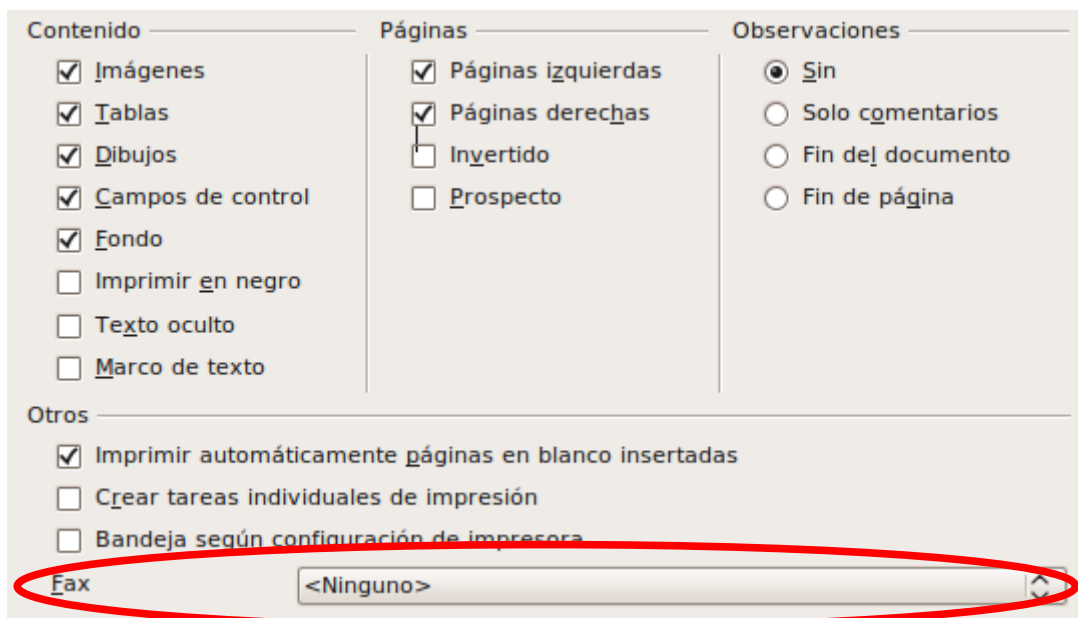 Contenido
Imágenes
Tablas
Dibujos
Campos de control
Fondo
Imprimir en negro
Texto oculto
Marco de texto
Páginas
Páginas izquierdas
Páginas derechas
Invertido
Prospecto
Observaciones
Sin
Solo comentarios
Fin del documento
Fin de página
Otros
Imprimir automáticamente páginas en blanco insertadas
Crear tareas individuales de impresión
Bandeja según configuración de impresora
Fax <Ninguno>